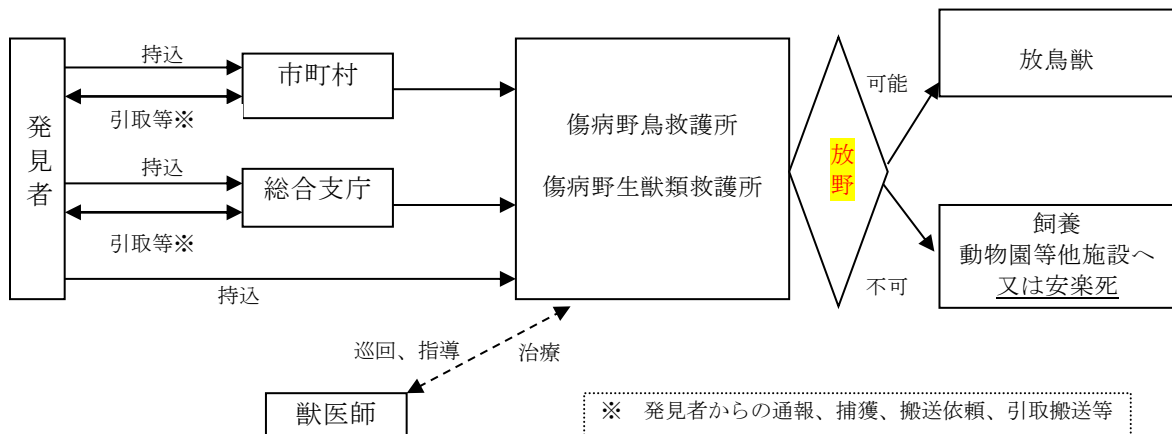 発見者
持込
引取等※
市町村
持込
引取等※
総合支庁
持込
傷病野鳥救護所
傷病野生獣類救護所
放野
可能
不可
放鳥獣
飼養
動物園等他施設へ
又は安楽死
巡回、指導
治療
獣医師
※ 発見者からの通報、捕獲、搬送依頼、引取搬送等